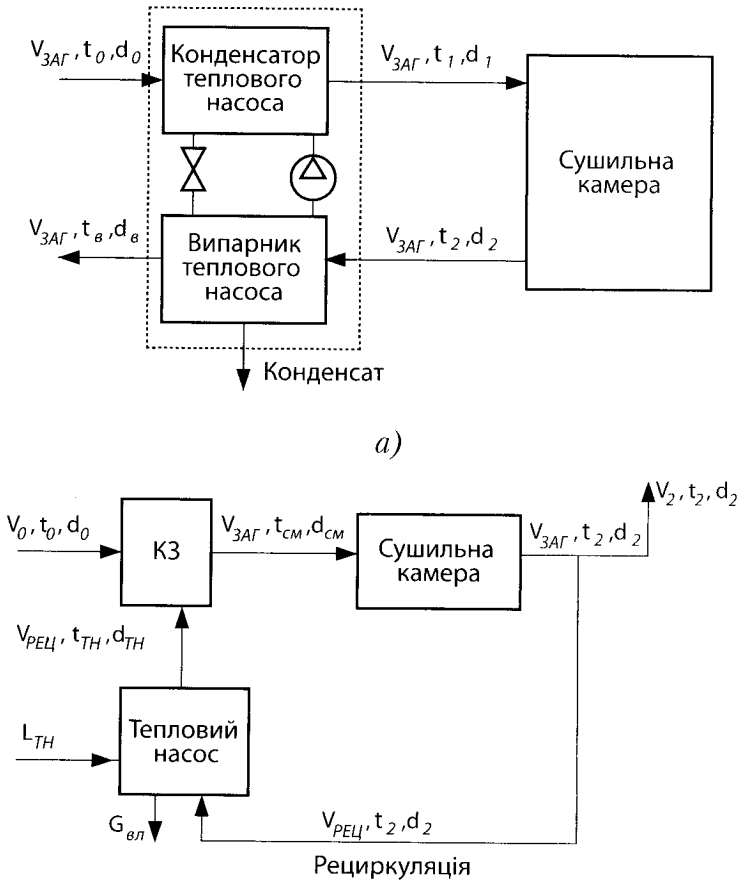 V_ЗАГ, t_0, d_0
Конденсатор
теплового
насоса
V_ЗАГ, t_1, d_1
Сушильна
камера
V_ЗАГ, t_в, d_в
Випарник
теплового
насоса
V_ЗАГ, t_2, d_2
Конденсат
а)
V_2, t_2, d_2
V_0, t_0, d_0
КЗ
V_ЗАГ, t_см, d_см
Сушильна
камера
V_ЗАГ, t_2, d_2
V_РЕЦ, t_ТН, d_ТН
L_ТН
Тепловий
насос
G_вл
V_РЕЦ, t_2, d_2
Рециркуляція